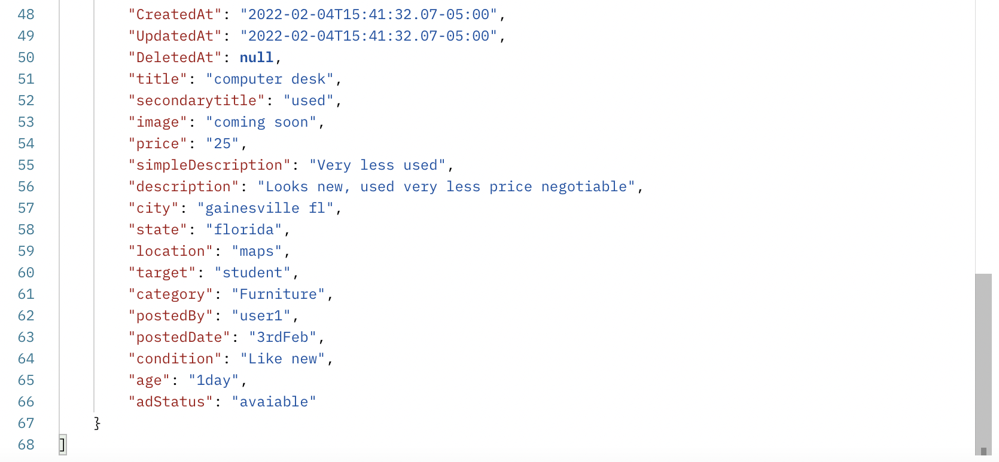 48 "CreatedAt": "2022-02-04T15:41:32.07-05:00",
49 "UpdatedAt": "2022-02-04T15:41:32.07-05:00",
50 "DeletedAt": null,
51 "title": "computer desk",
52 "secondarytitle": "used",
53 "image": "coming soon",
54 "price": "25",
55 "simpleDescription": "Very less used",
56 "description": "Looks new, used very less price negotiable",
57 "city": "gainesville fl",
58 "state": "florida",
59 "location": "maps",
60 "target": "student",
61 "category": "Furniture",
62 "postedBy": "user1",
63 "postedDate": "3rdFeb",
64 "condition": "Like new",
65 "age": "1day",
66 "adStatus": "avaiable"
67 }
68 ]